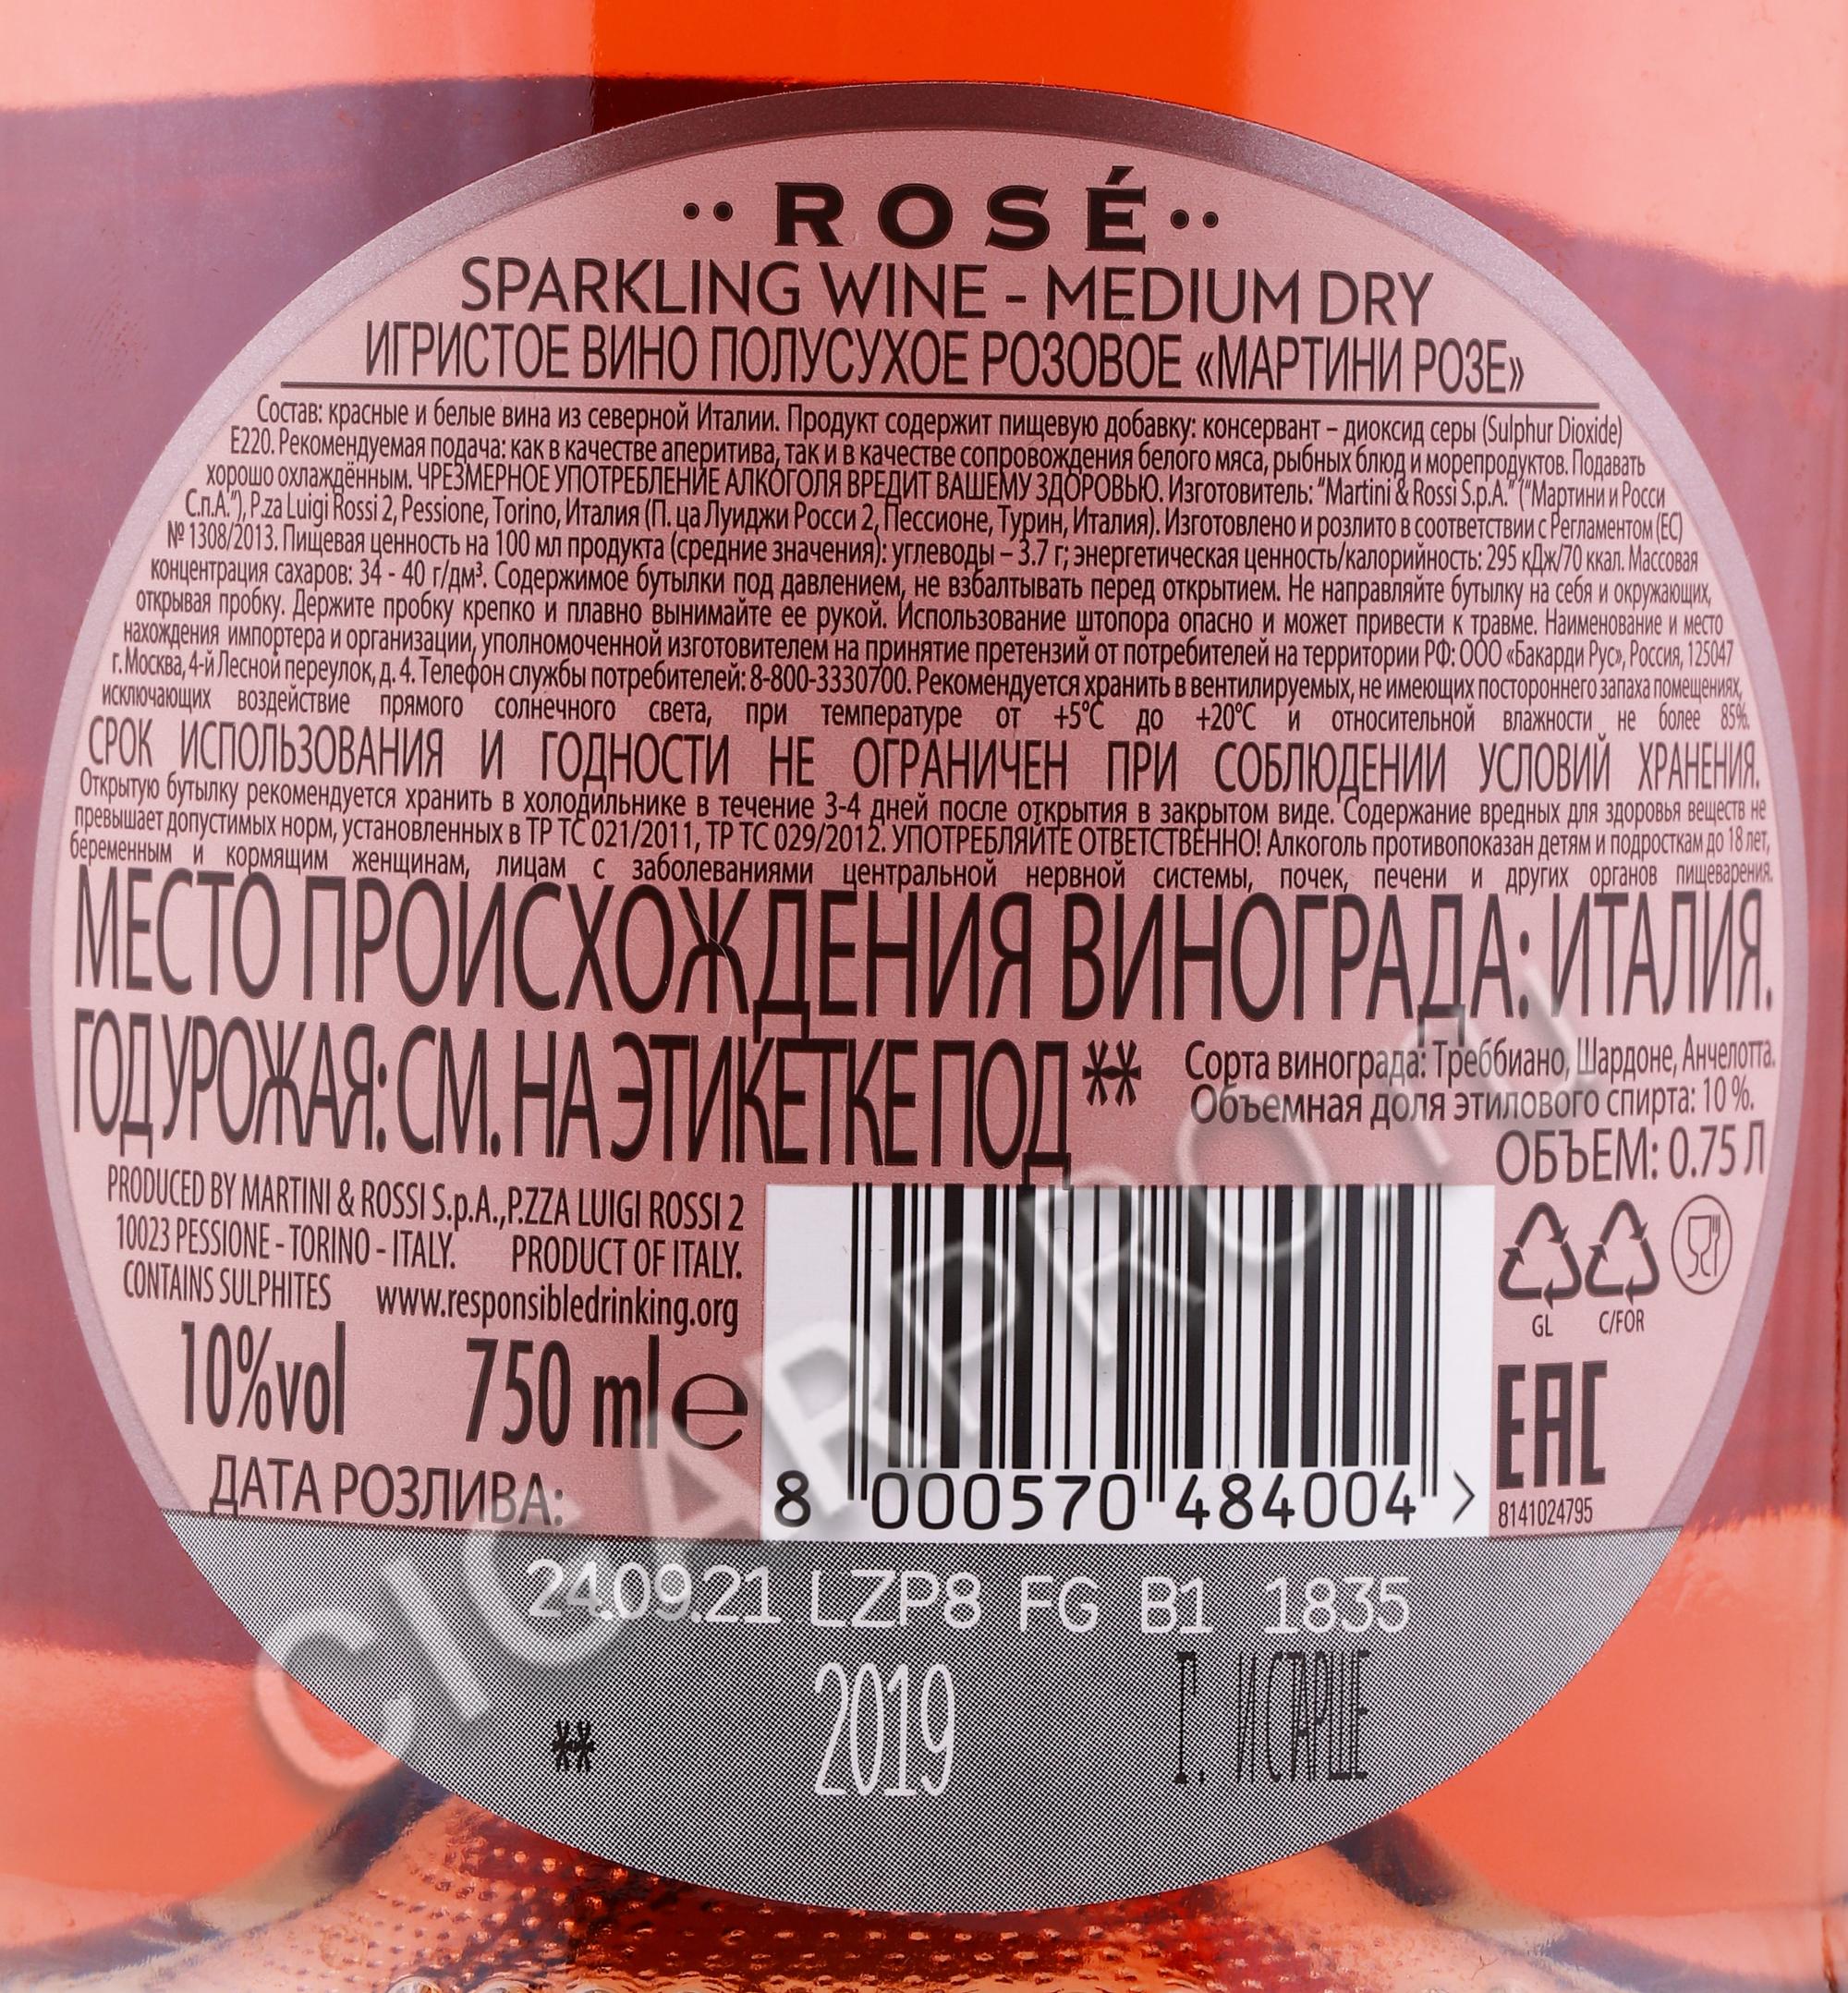 ·· ROSÉ ··
SPARKLING WINE - MEDIUM DRY
ИГРИСТОЕ ВИНО ПОЛУСУХОЕ РОЗОВОЕ «МАРТИНИ РОЗЕ»
Состав: красные и белые вина из северной Италии. Продукт содержит пищевую добавку: консервант – диоксид серы (Sulphur Dioxide)
Е220. Рекомендуемая подача: как в качестве аперитива, так и в качестве сопровождения белого мяса, рыбных блюд и морепродуктов. Подавать
хорошо охлаждённым. ЧРЕЗМЕРНОЕ УПОТРЕБЛЕНИЕ АЛКОГОЛЯ ВРЕДИТ ВАШЕМУ ЗДОРОВЬЮ. Изготовитель: "Martini & Rossi S.p.A." ("Мартини и Росси
С.п.А."), P.za Luigi Rossi 2, Pessione, Torino, Италия (П. ца Луиджи Росси 2, Пессионе, Турин, Италия). Изготовлено и розлито в соответствии с Регламентом (ЕС)
№ 1308/2013. Пищевая ценность на 100 мл продукта (средние значения): углеводы – 3.7 г; энергетическая ценность/калорийность: 295 кДж/70 ккал. Массовая
концентрация сахаров: 34 - 40 г/дм³. Содержимое бутылки под давлением, не взбалтывать перед открытием. Не направляйте бутылку на себя и окружающих,
открывая пробку. Держите пробку крепко и плавно вынимайте ее рукой. Использование штопора опасно и может привести к травме. Наименование и место
нахождения импортера и организации, уполномоченной изготовителем на принятие претензий от потребителей на территории РФ: ООО «Бакарди Рус», Россия, 125047
г. Москва, 4-й Лесной переулок, д. 4. Телефон службы потребителей: 8-800-3330700. Рекомендуется хранить в вентилируемых, не имеющих постороннего запаха помещениях,
исключающих воздействие прямого солнечного света, при температуре от +5°C до +20°C и относительной влажности не более 85%.
СРОК ИСПОЛЬЗОВАНИЯ И ГОДНОСТИ НЕ ОГРАНИЧЕН ПРИ СОБЛЮДЕНИИ УСЛОВИЙ ХРАНЕНИЯ.
Открытую бутылку рекомендуется хранить в холодильнике в течение 3-4 дней после открытия в закрытом виде. Содержание вредных для здоровья веществ не
превышает допустимых норм, установленных в ТР ТС 021/2011, ТР ТС 029/2012. УПОТРЕБЛЯЙТЕ ОТВЕТСТВЕННО! Алкоголь противопоказан детям и подросткам до 18 лет,
беременным и кормящим женщинам, лицам с заболеваниями центральной нервной системы, почек, печени и других органов пищеварения.
МЕСТО ПРОИСХОЖДЕНИЯ ВИНОГРАДА: ИТАЛИЯ.
ГОД УРОЖАЯ: СМ. НА ЭТИКЕТКЕ ПОД **
Сорта винограда: Треббиано, Шардоне, Анчелотта.
Объемная доля этилового спирта: 10 %.
ОБЪЕМ: 0.75 Л
PRODUCED BY MARTINI & ROSSI S.p.A., P.ZZA LUIGI ROSSI 2
10023 PESSIONE - TORINO - ITALY. PRODUCT OF ITALY.
CONTAINS SULPHITES www.responsibledrinking.org
10%vol 750 ml e
ДАТА РОЗЛИВА:
8 000570 484004 >
GL C/FOR
EAC
8141024795
24.09.21 LZP8 FG B1 1835
** 2019 Г. И СТАРШЕ
CIGARPRO.ru